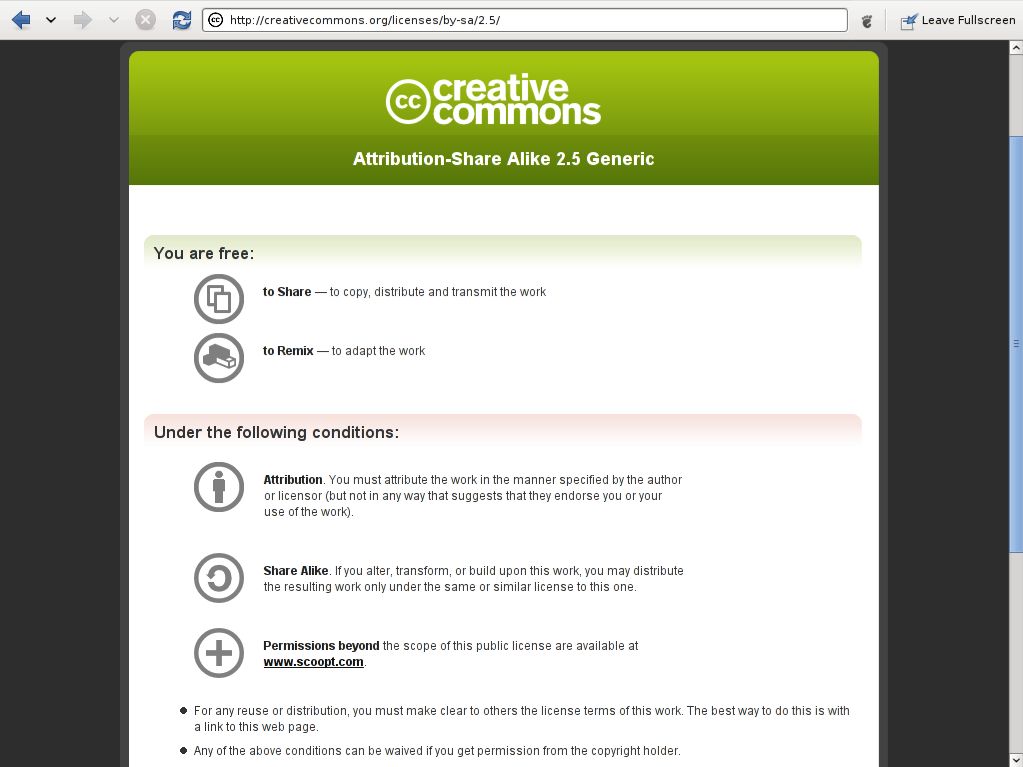 http://creativecommons.org/licenses/by-sa/2.5/
Leave Fullscreen
cc creative
commons
Attribution-Share Alike 2.5 Generic
You are free:
to Share — to copy, distribute and transmit the work
to Remix — to adapt the work
Under the following conditions:
Attribution. You must attribute the work in the manner specified by the author
or licensor (but not in any way that suggests that they endorse you or your
use of the work).
Share Alike. If you alter, transform, or build upon this work, you may distribute
the resulting work only under the same or similar license to this one.
Permissions beyond the scope of this public license are available at
www.scoopt.com.
For any reuse or distribution, you must make clear to others the license terms of this work. The best way to do this is with
a link to this web page.
Any of the above conditions can be waived if you get permission from the copyright holder.